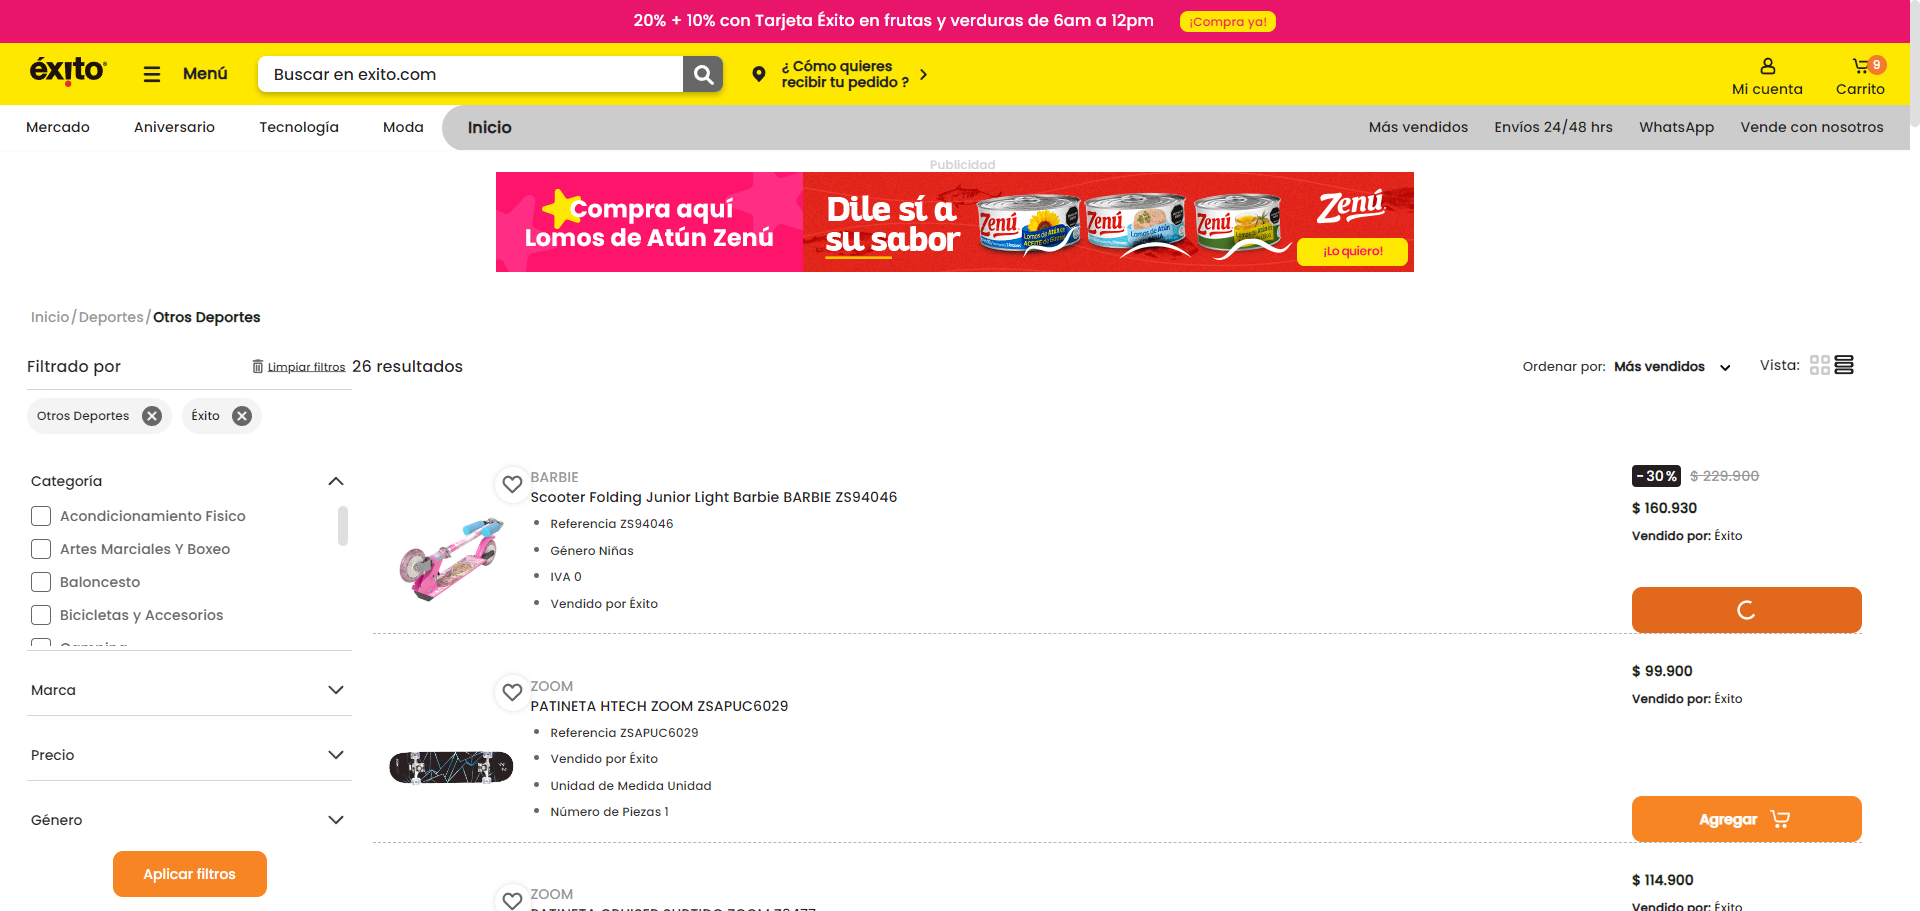 20% + 10% con Tarjeta Éxito en frutas y verduras de 6am a 12pm
¡Compra ya!
éxito
Menú
Buscar en exito.com
¿ Cómo quieres
recibir tu pedido ?
Mi cuenta
9
Carrito
Mercado
Aniversario
Tecnología
Moda
Inicio
Más vendidos
Envíos 24/48 hrs
WhatsApp
Vende con nosotros
Publicidad
Compra aquí
Lomos de Atún Zenú
Dile sí a
su sabor
Zenú
Zenú
Zenú
Zenú
¡Lo quiero!
Inicio/Deportes/Otros Deportes
Filtrado por
Limpiar filtros
26 resultados
Ordenar por: Más vendidos
Vista:
Otros Deportes
Éxito
Categoría
Acondicionamiento Fisico
Artes Marciales Y Boxeo
Baloncesto
Bicicletas y Accesorios
Marca
Precio
Género
Aplicar filtros
BARBIE
Scooter Folding Junior Light Barbie BARBIE ZS94046
Referencia ZS94046
Género Niñas
IVA 0
Vendido por Éxito
-30%
$ 229.900
$ 160.930
Vendido por: Éxito
ZOOM
PATINETA HTECH ZOOM ZSAPUC6029
Referencia ZSAPUC6029
Vendido por Éxito
Unidad de Medida Unidad
Número de Piezas 1
$ 99.900
Vendido por: Éxito
Agregar
ZOOM
PATINETA CRUISER SURTIDO ZOOM
$ 114.900
Vendido por: Éxito